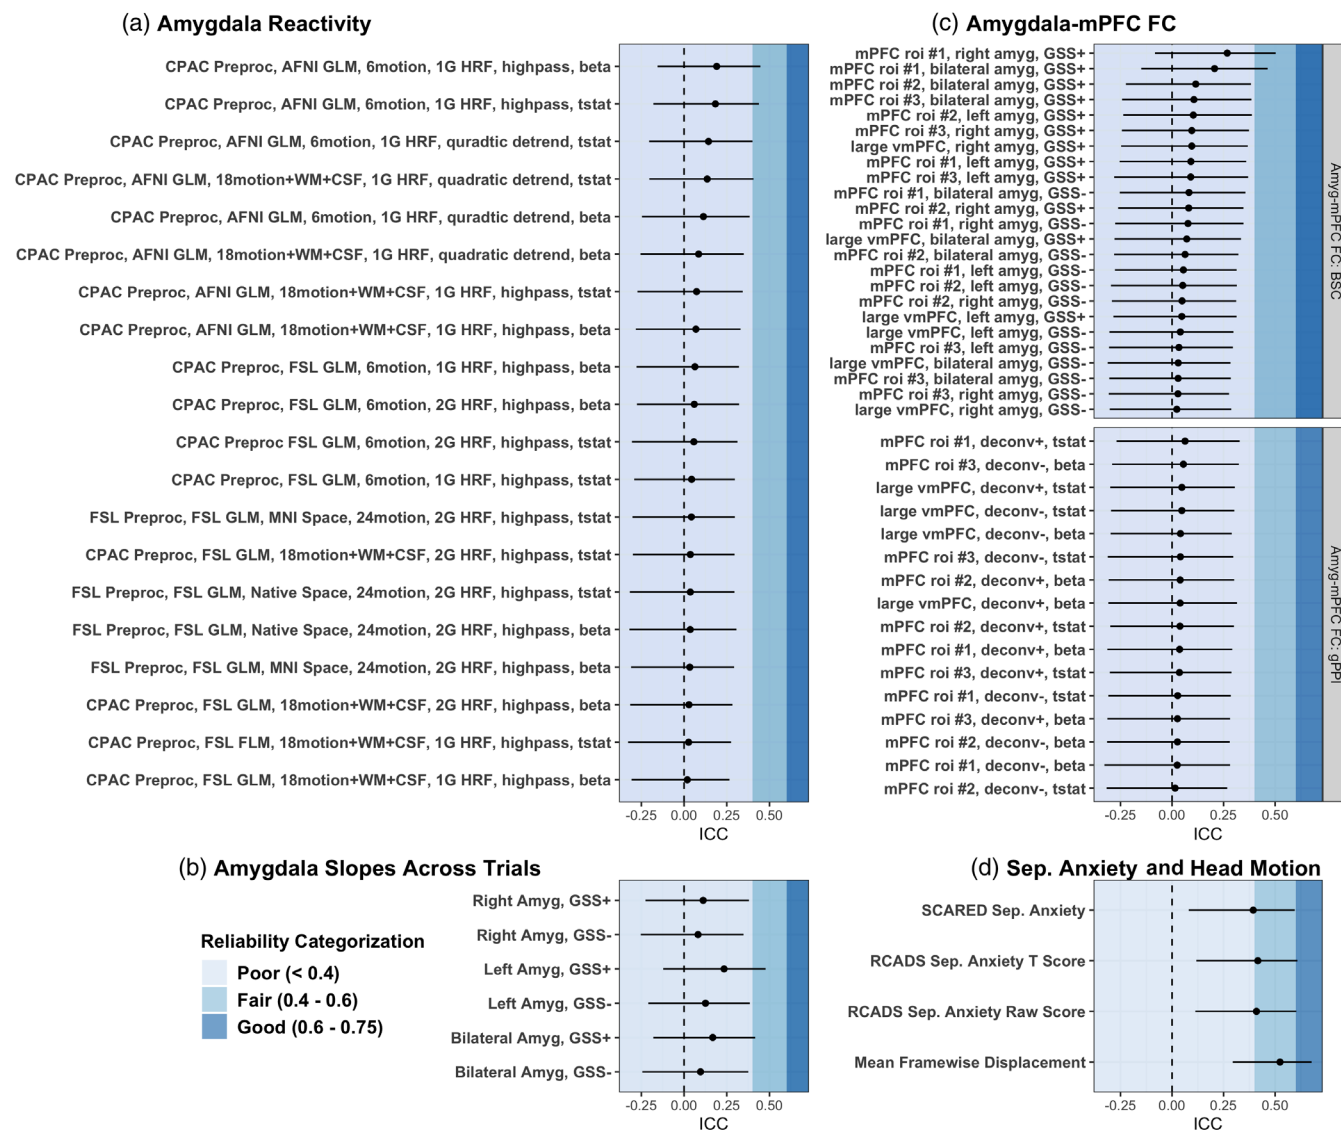 (a) Amygdala Reactivity
CPAC Preproc, AFNI GLM, 6motion, 1G HRF, highpass, beta
CPAC Preproc, AFNI GLM, 6motion, 1G HRF, highpass, tstat
CPAC Preproc, AFNI GLM, 6motion, 1G HRF, quradtic detrend, tstat
CPAC Preproc, AFNI GLM, 18motion+WM+CSF, 1G HRF, quadratic detrend, tstat
CPAC Preproc, AFNI GLM, 6motion, 1G HRF, quradtic detrend, beta
CPAC Preproc, AFNI GLM, 18motion+WM+CSF, 1G HRF, quadratic detrend, beta
CPAC Preproc, AFNI GLM, 18motion+WM+CSF, 1G HRF, highpass, tstat
CPAC Preproc, AFNI GLM, 18motion+WM+CSF, 1G HRF, highpass, beta
CPAC Preproc, FSL GLM, 6motion, 1G HRF, highpass, beta
CPAC Preproc, FSL GLM, 6motion, 2G HRF, highpass, beta
CPAC Preproc FSL GLM, 6motion, 2G HRF, highpass, tstat
CPAC Preproc, FSL GLM, 6motion, 1G HRF, highpass, tstat
FSL Preproc, FSL GLM, MNI Space, 24motion, 2G HRF, highpass, tstat
CPAC Preproc, FSL GLM, 18motion+WM+CSF, 2G HRF, highpass, tstat
FSL Preproc, FSL GLM, Native Space, 24motion, 2G HRF, highpass, tstat
FSL Preproc, FSL GLM, Native Space, 24motion, 2G HRF, highpass, beta
FSL Preproc, FSL GLM, MNI Space, 24motion, 2G HRF, highpass, beta
CPAC Preproc, FSL GLM, 18motion+WM+CSF, 2G HRF, highpass, beta
CPAC Preproc, FSL FLM, 18motion+WM+CSF, 1G HRF, highpass, tstat
CPAC Preproc, FSL GLM, 18motion+WM+CSF, 1G HRF, highpass, beta
-0.25 0.00 0.25 0.50
ICC
(c) Amygdala-mPFC FC
mPFC roi #1, right amyg, GSS+
mPFC roi #1, bilateral amyg, GSS+
mPFC roi #2, bilateral amyg, GSS+
mPFC roi #3, bilateral amyg, GSS+
mPFC roi #2, left amyg, GSS+
mPFC roi #3, right amyg, GSS+
large vmPFC, right amyg, GSS+
mPFC roi #1, left amyg, GSS+
mPFC roi #3, left amyg, GSS+
mPFC roi #1, bilateral amyg, GSS-
mPFC roi #2, right amyg, GSS+
mPFC roi #1, right amyg, GSS-
large vmPFC, bilateral amyg, GSS+
mPFC roi #2, bilateral amyg, GSS-
mPFC roi #1, left amyg, GSS-
mPFC roi #2, left amyg, GSS-
mPFC roi #2, right amyg, GSS-
large vmPFC, left amyg, GSS+
large vmPFC, left amyg, GSS-
mPFC roi #3, left amyg, GSS-
large vmPFC, bilateral amyg, GSS-
mPFC roi #3, bilateral amyg, GSS-
mPFC roi #3, right amyg, GSS-
large vmPFC, right amyg, GSS-
Amyg-mPFC FC: BSC
mPFC roi #1, deconv+, tstat
mPFC roi #3, deconv-, beta
large vmPFC, deconv+, tstat
large vmPFC, deconv-, tstat
large vmPFC, deconv-, beta
mPFC roi #3, deconv-, tstat
mPFC roi #2, deconv+, beta
large vmPFC, deconv+, beta
mPFC roi #2, deconv+, tstat
mPFC roi #1, deconv+, beta
mPFC roi #3, deconv+, tstat
mPFC roi #1, deconv-, tstat
mPFC roi #3, deconv+, beta
mPFC roi #2, deconv-, beta
mPFC roi #1, deconv-, beta
mPFC roi #2, deconv-, tstat
Amyg-mPFC FC: gPPI
-0.25 0.00 0.25 0.50
ICC
(b) Amygdala Slopes Across Trials
Right Amyg, GSS+
Right Amyg, GSS-
Left Amyg, GSS+
Left Amyg, GSS-
Bilateral Amyg, GSS+
Bilateral Amyg, GSS-
-0.25 0.00 0.25 0.50
ICC
Reliability Categorization
Poor (< 0.4)
Fair (0.4 - 0.6)
Good (0.6 - 0.75)
(d) Sep. Anxiety and Head Motion
SCARED Sep. Anxiety
RCADS Sep. Anxiety T Score
RCADS Sep. Anxiety Raw Score
Mean Framewise Displacement
-0.25 0.00 0.25 0.50
ICC